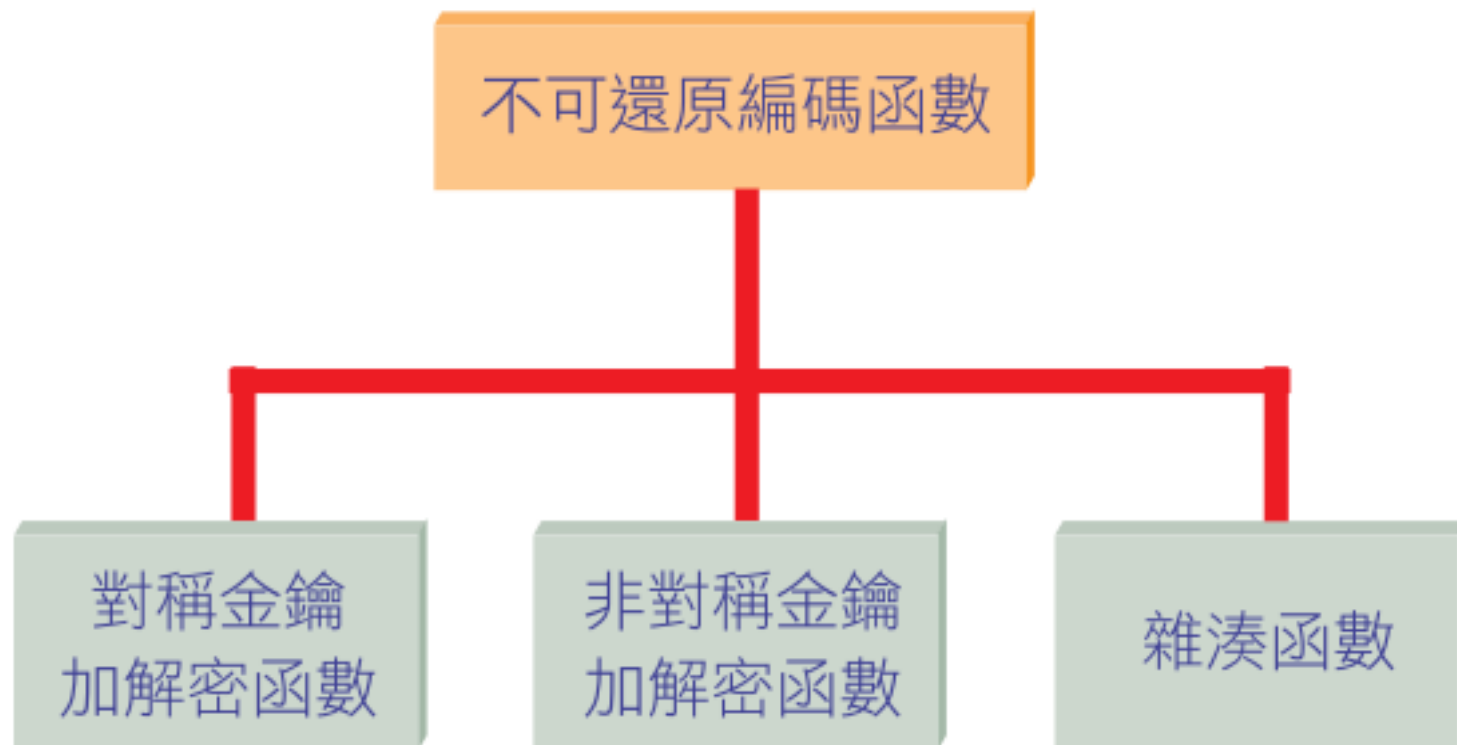 不可還原編碼函數
對稱金鑰
加解密函數
非對稱金鑰
加解密函數
雜湊函數